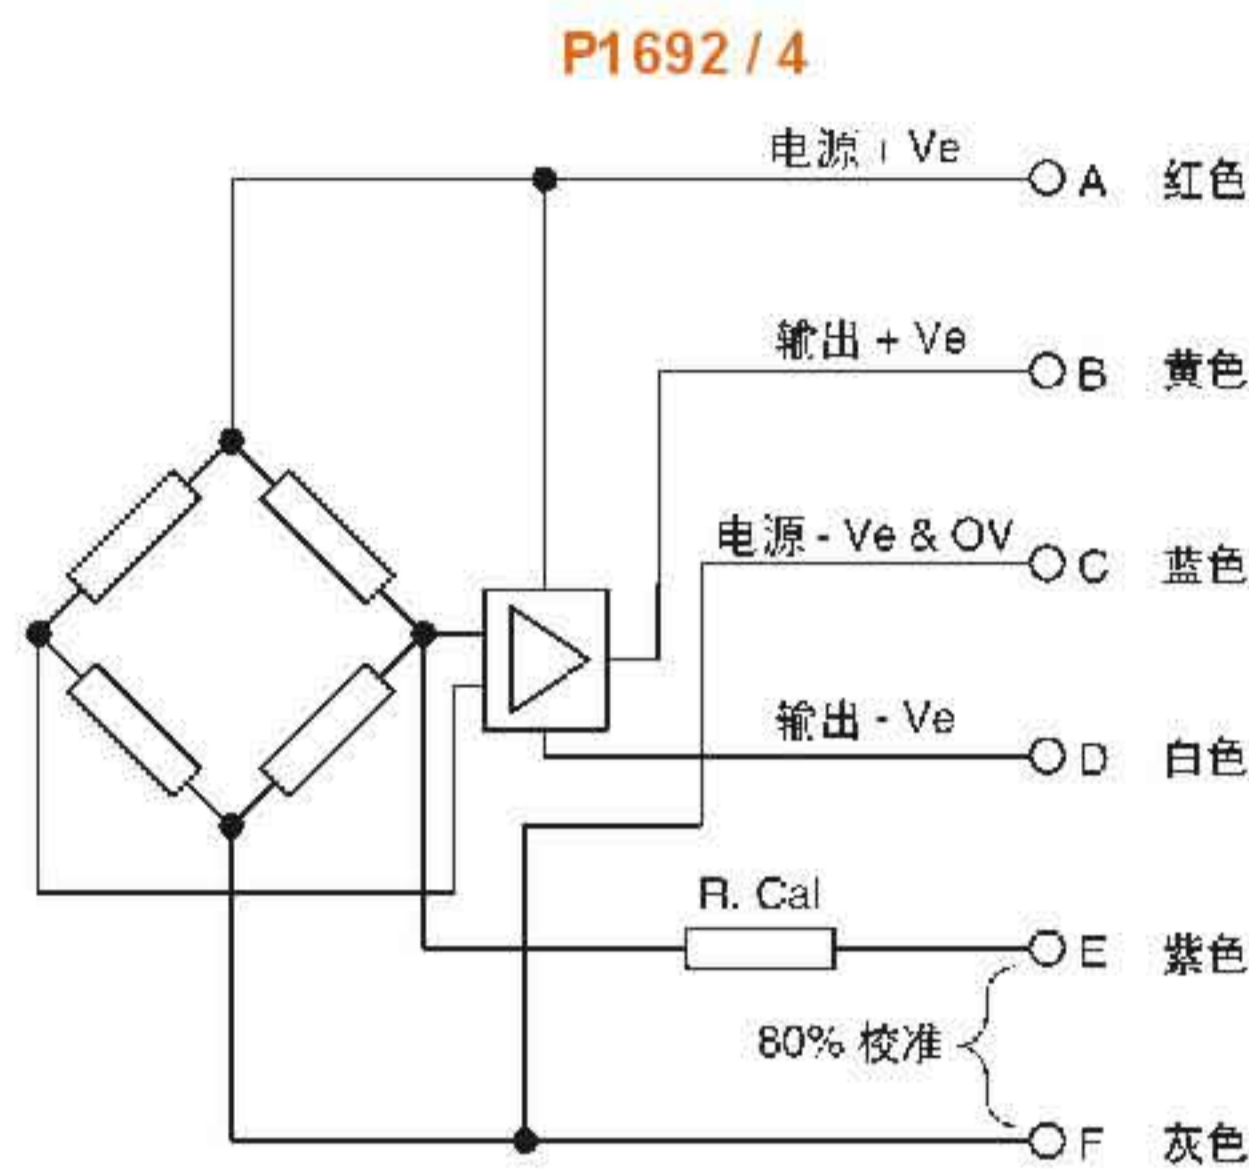 P1692 / 4
电源 + Ve
A 红色
输出 + Ve
B 黄色
电源 - Ve & OV
C 蓝色
输出 - Ve
D 白色
R. Cal
E 紫色
80% 校准
F 灰色